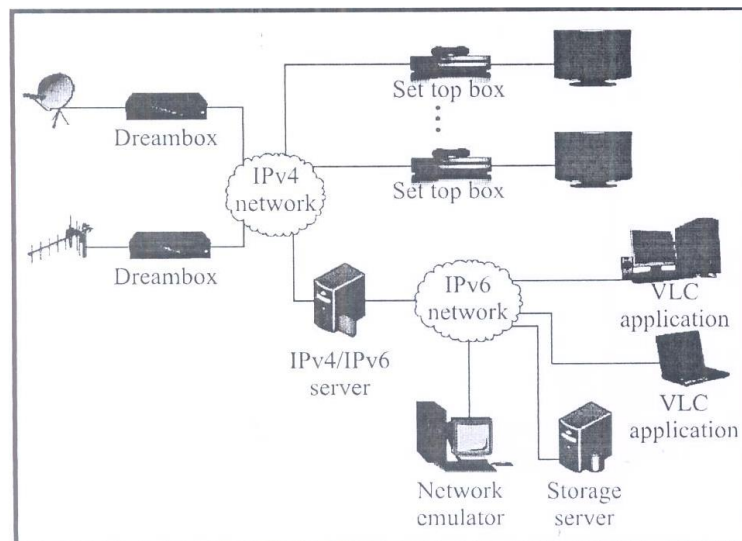 Set top box
Dreambox
Set top box
IPv4
network
Dreambox
IPv6
network
VLC
application
IPv4/IPv6
server
VLC
application
Network
emulator
Storage
server